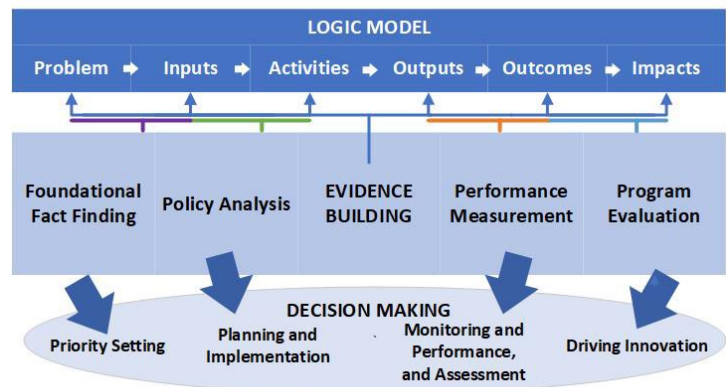 LOGIC MODEL
Problem Inputs Activities Outputs Outcomes Impacts
Foundational
Fact Finding
Policy Analysis
EVIDENCE
BUILDING
Performance
Measurement
Program
Evaluation
DECISION MAKING
Priority Setting
Planning and
Implementation
Monitoring and
Performance,
and Assessment
Driving Innovation